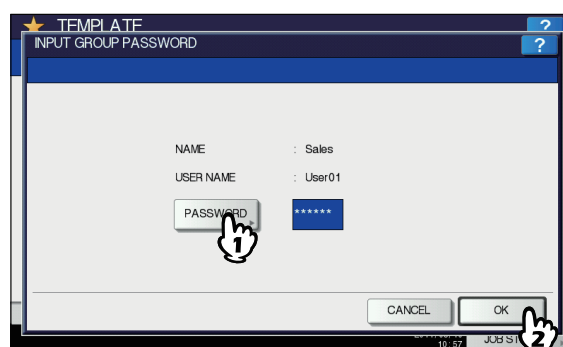 TEMPLATE ?
INPUT GROUP PASSWORD ?
NAME : Sales
USER NAME : User01
PASSWORD ******
1
CANCEL OK
2
10:57 JOB ST